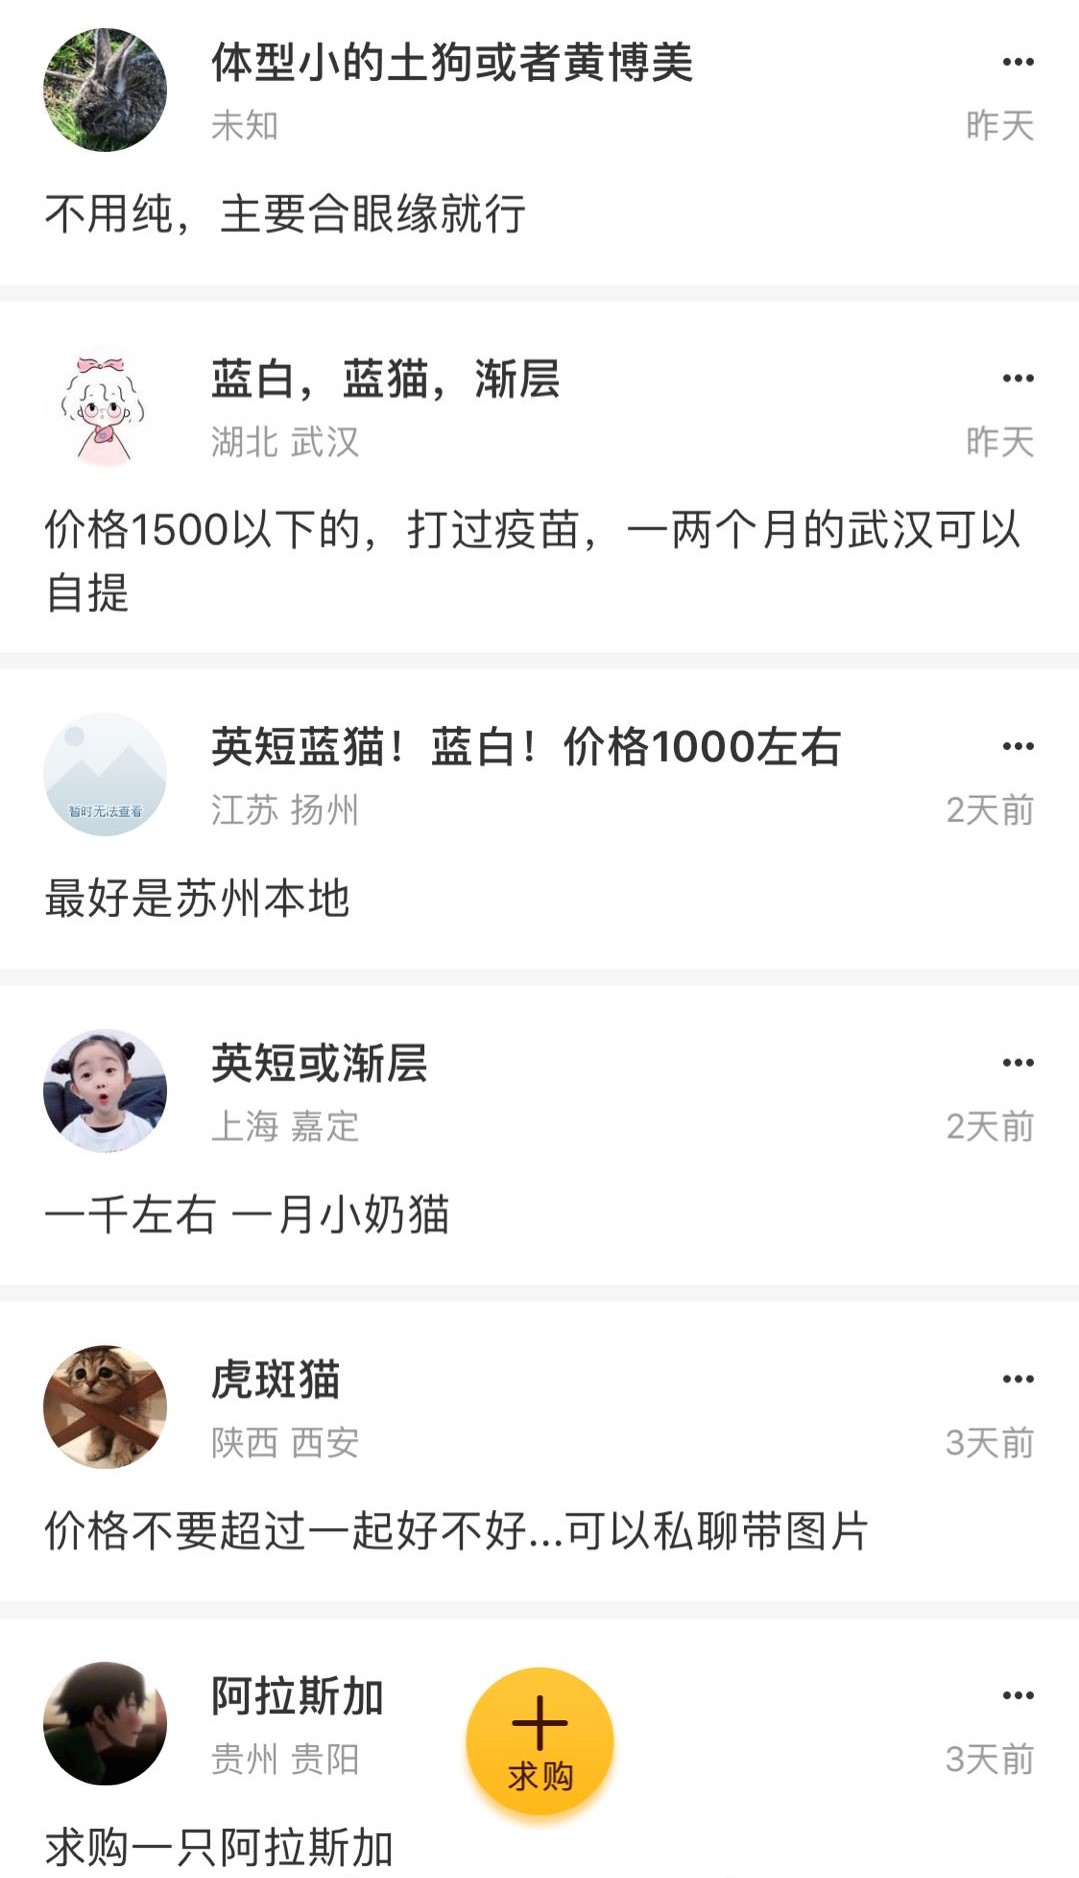 体型小的土狗或者黄博美
未知
昨天
不用纯，主要合眼缘就行
蓝白，蓝猫，渐层
湖北 武汉
昨天
价格1500以下的，打过疫苗，一两个月的武汉可以
自提
英短蓝猫！蓝白！价格1000左右
暂时无法查看
江苏 扬州
2天前
最好是苏州本地
英短或渐层
上海 嘉定
2天前
一千左右 一月小奶猫
虎斑猫
陕西 西安
3天前
价格不要超过一起好不好...可以私聊带图片
阿拉斯加
贵州 贵阳
3天前
求购
求购一只阿拉斯加